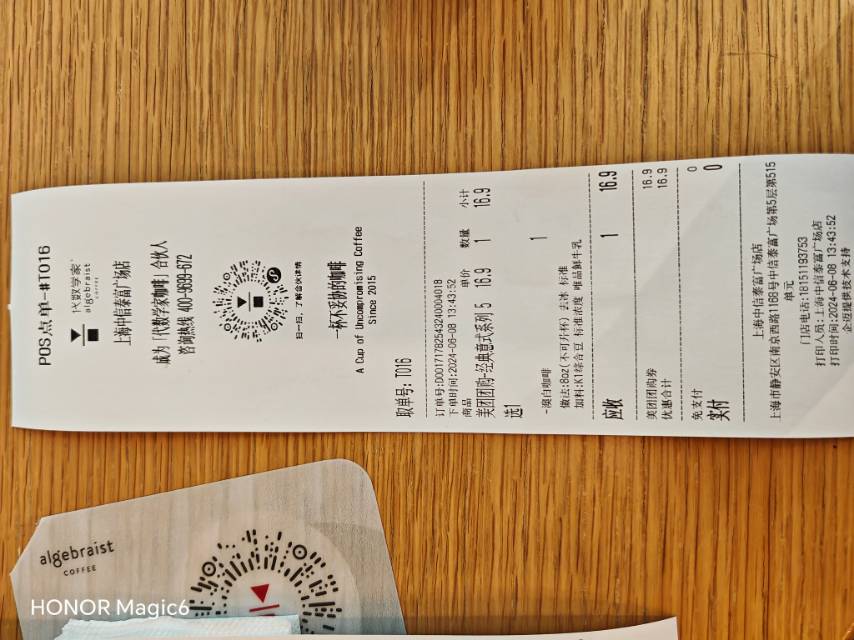 POS点单-#T016
代数学家
algebraist
COFFEE
上海中信泰富广场店
成为「代数学家咖啡」合伙人
咨询热线 400-9699-672
扫一扫,了解合伙详情
一杯不妥协的咖啡
A Cup of Uncompromising Coffee
Since 2015
取单号: T016
下单时间:2024-06-08 13:43:52
商品 单价 数量 小计
美团团购-经典意式系列 5 16.9 1 16.9
选1
-澳白咖啡 1
做法:8oz(不可升杯) 去冰 标准
加料:K1综合豆 标准浓度 唯品鲜牛乳
应收 1 16.9
美团团购券 16.9
优惠合计 16.9
免支付 0
实付 0
上海中信泰富广场店
上海市静安区南京西路1168号中信泰富广场第5层第515
单元
门店电话:18151193753
打印人员:上海中信泰富广场店
打印时间:2024-06-08 13:43:52
企迈提供技术支持
algebraist
COFFEE
HONOR Magic6